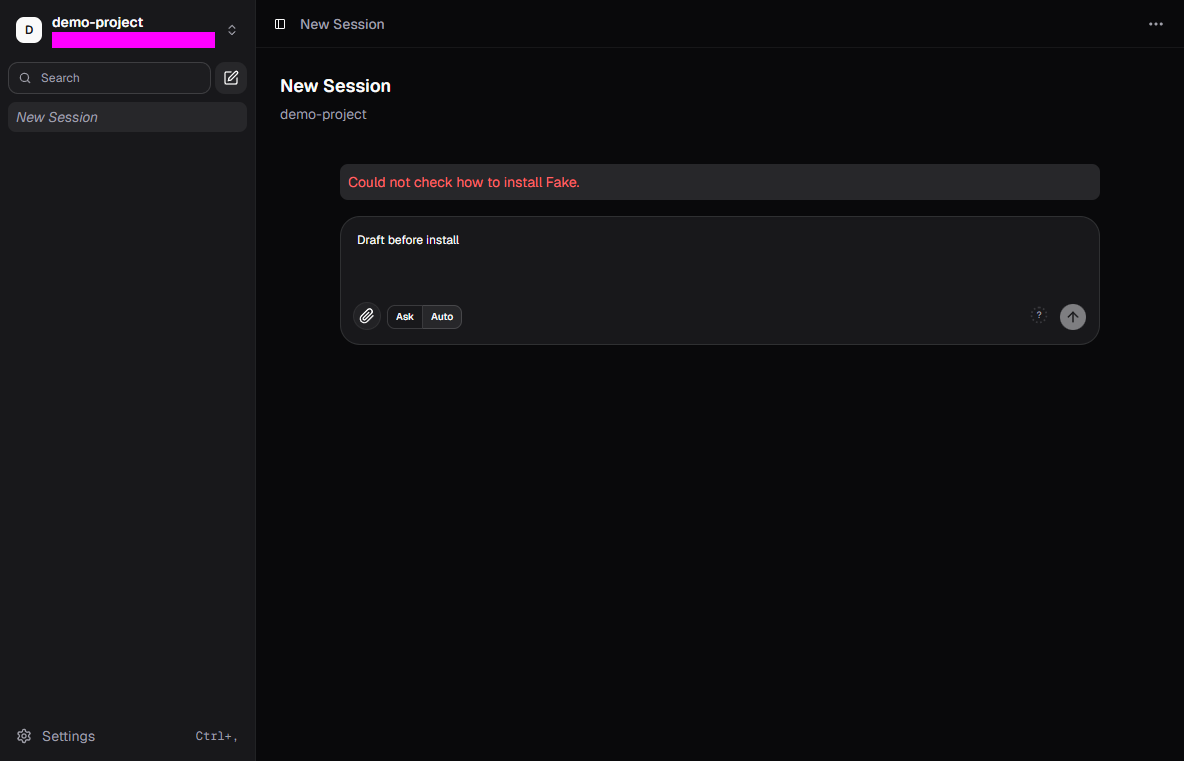 D
demo-project
Search
New Session
Settings
Ctrl+,
New Session
New Session
demo-project
Could not check how to install Fake.
Draft before install
Ask
Auto
?